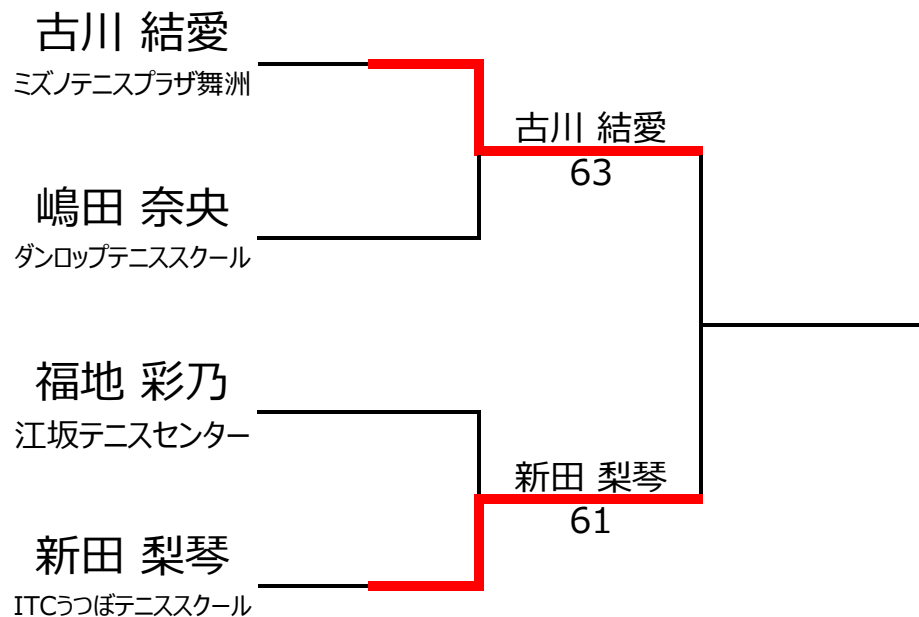 古川 結愛
ミズノテニスプラザ舞洲
古川 結愛
63
嶋田 奈央
ダンロップテニススクール
福地 彩乃
江坂テニスセンター
新田 梨琴
61
新田 梨琴
ITCうつぼテニススクール